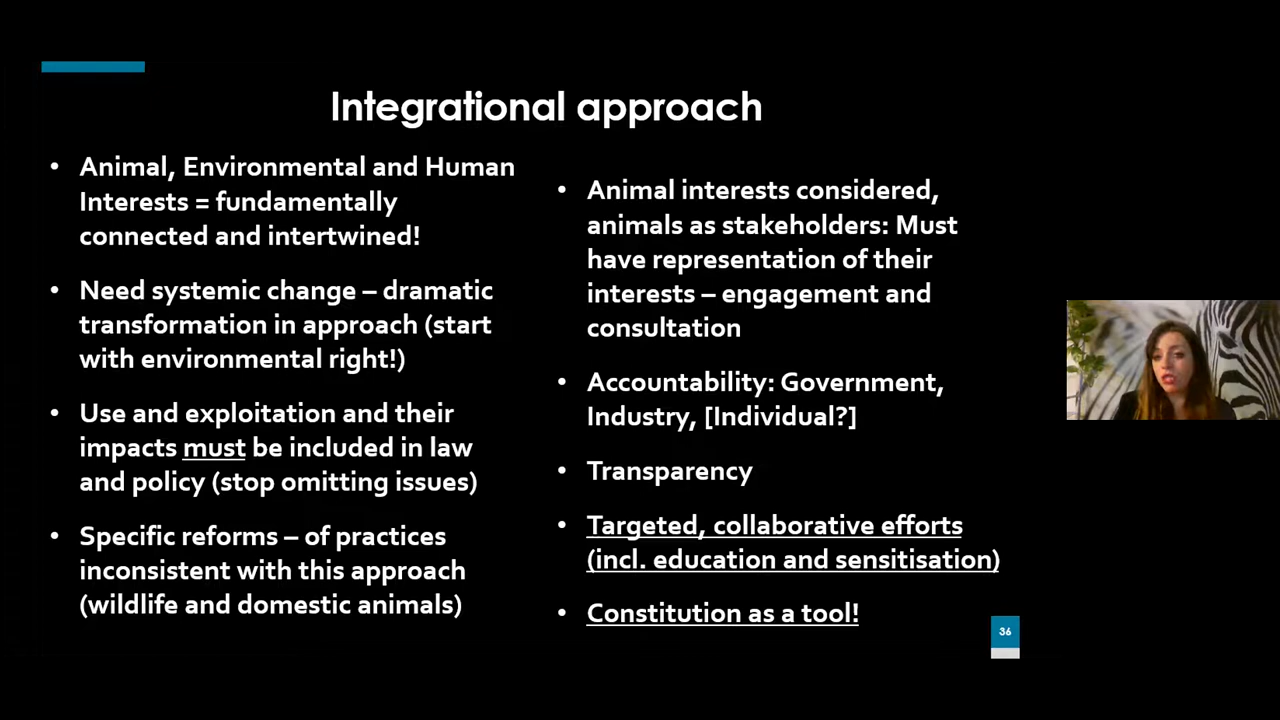 Integrational approach
• Animal, Environmental and Human
Interests = fundamentally
connected and intertwined!
• Need systemic change – dramatic
transformation in approach (start
with environmental right!)
• Use and exploitation and their
impacts must be included in law
and policy (stop omitting issues)
• Specific reforms – of practices
inconsistent with this approach
(wildlife and domestic animals)
• Animal interests considered,
animals as stakeholders: Must
have representation of their
interests – engagement and
consultation
• Accountability: Government,
Industry, [Individual?]
• Transparency
• Targeted, collaborative efforts
(incl. education and sensitisation)
• Constitution as a tool!
36